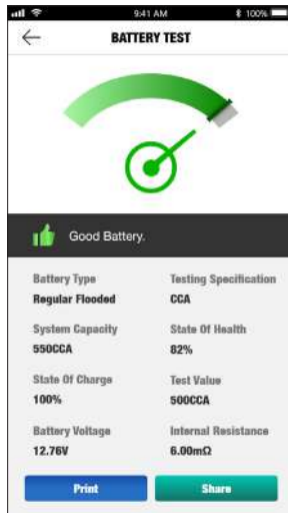 9:41 AM 100%
BATTERY TEST
Good Battery.
Battery Type Testing Specification
Regular Flooded CCA
System Capacity State Of Health
550CCA 82%
State Of Charge Test Value
100% 500CCA
Battery Voltage Internal Resistance
12.76V 6.00mΩ
Print Share